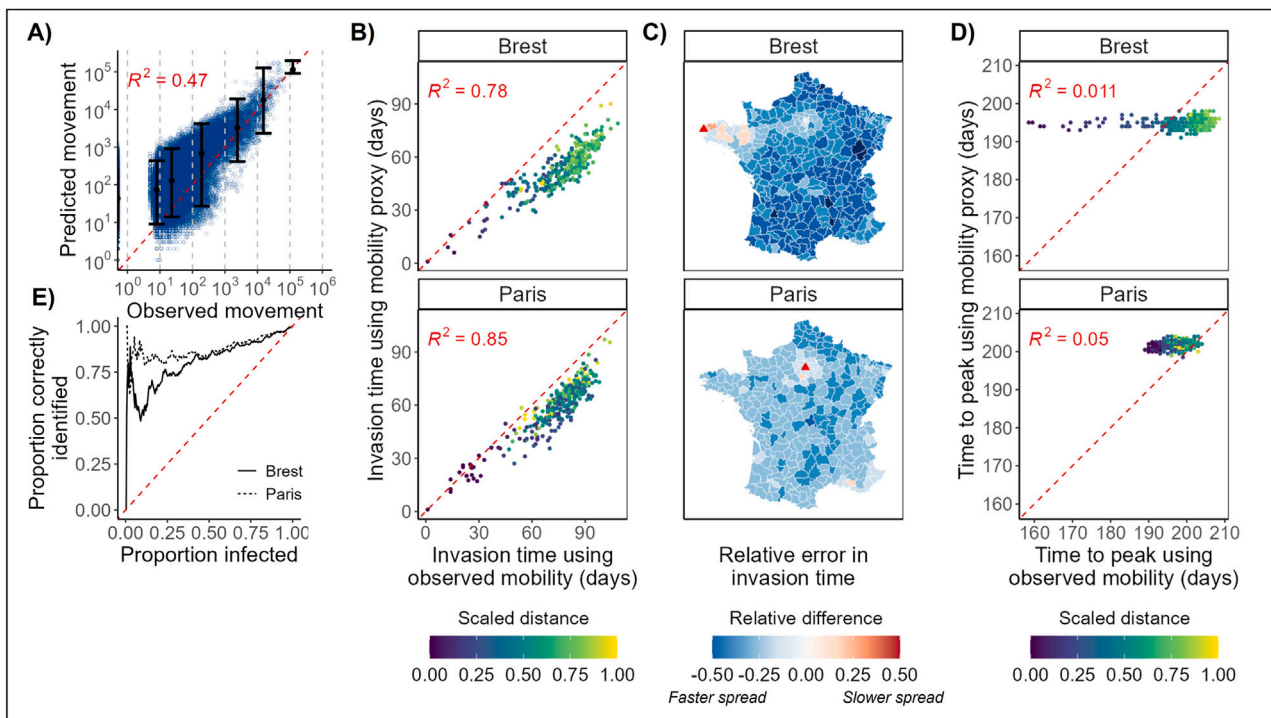 A)
R² = 0.47
Predicted movement
10⁵
10⁴
10³
10²
10¹
10⁰
10⁰ 10¹ 10² 10³ 10⁴ 10⁵ 10⁶
Observed movement
E)
Proportion correctly
identified
1.00
0.75
0.50
0.25
0.00
Brest
Paris
0.00 0.25 0.50 0.75 1.00
Proportion infected
B)
Brest
R² = 0.78
90
60
30
0
Paris
R² = 0.85
90
60
30
0
Invasion time using mobility proxy (days)
0 30 60 90
Invasion time using
observed mobility (days)
Scaled distance
0.00 0.25 0.50 0.75 1.00
C)
Brest
Paris
Relative error in
invasion time
Relative difference
-0.50 -0.25 0.00 0.25 0.50
Faster spread Slower spread
D)
Brest
R² = 0.011
210
200
190
180
170
160
Paris
R² = 0.05
210
200
190
180
170
160
Time to peak using mobility proxy (days)
160 170 180 190 200 210
Time to peak using
observed mobility (days)
Scaled distance
0.00 0.25 0.50 0.75 1.00